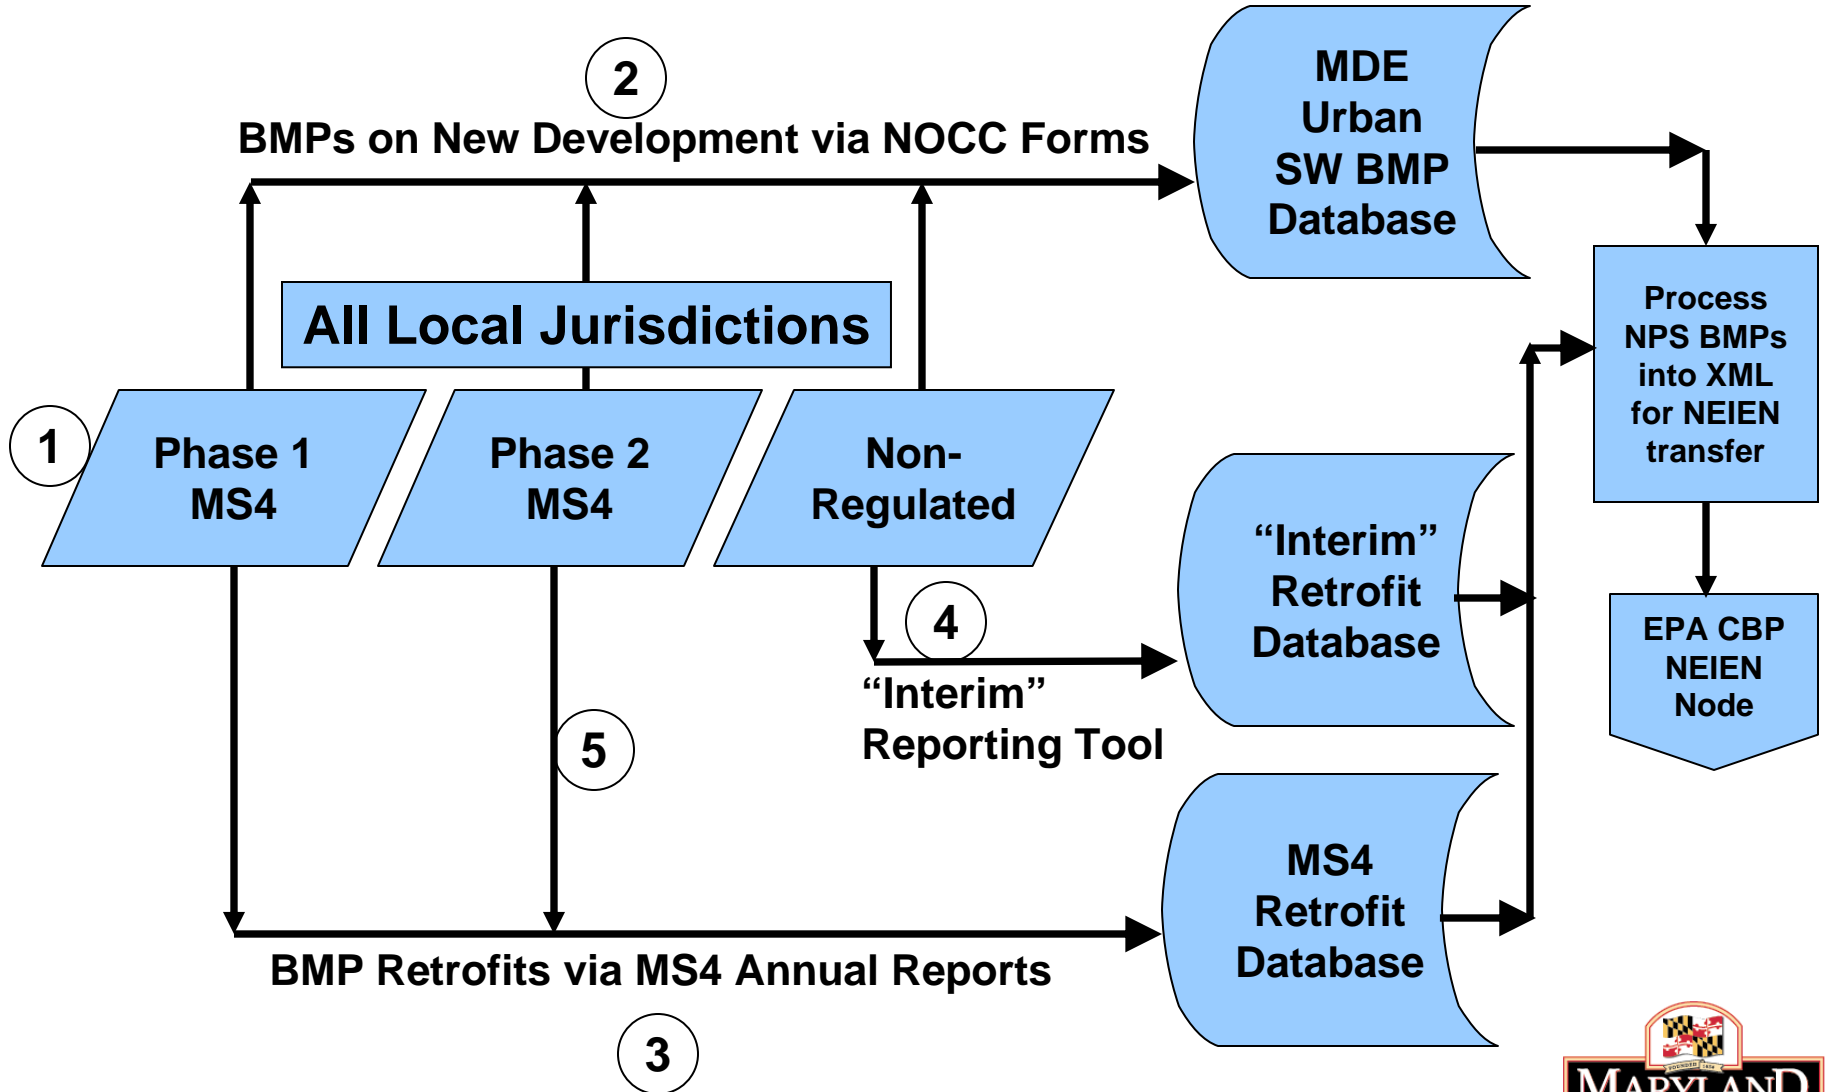 2
BMPs on New Development via NOCC Forms
MDE
Urban
SW BMP
Database
All Local Jurisdictions
1
Phase 1
MS4
Phase 2
MS4
Non-
Regulated
Process
NPS BMPs
into XML
for NEIEN
transfer
4
“Interim”
Reporting Tool
“Interim”
Retrofit
Database
EPA CBP
NEIEN
Node
5
BMP Retrofits via MS4 Annual Reports
3
MS4
Retrofit
Database
MARYLAND